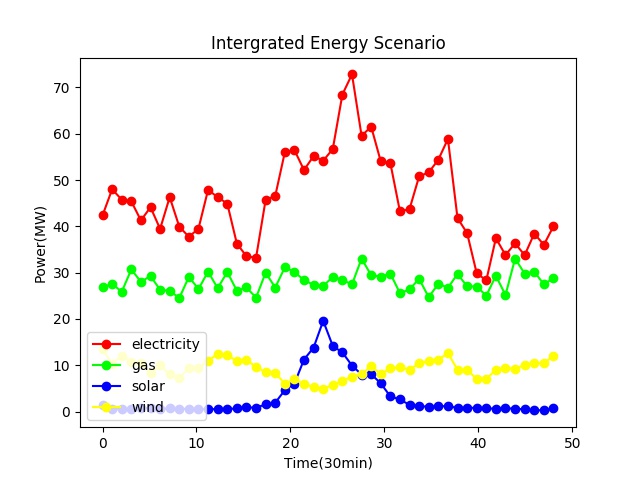 Intergrated Energy Scenario
Power(MW)
70
60
50
40
30
20
10
0
electricity
gas
solar
wind
0 10 20 30 40 50
Time(30min)